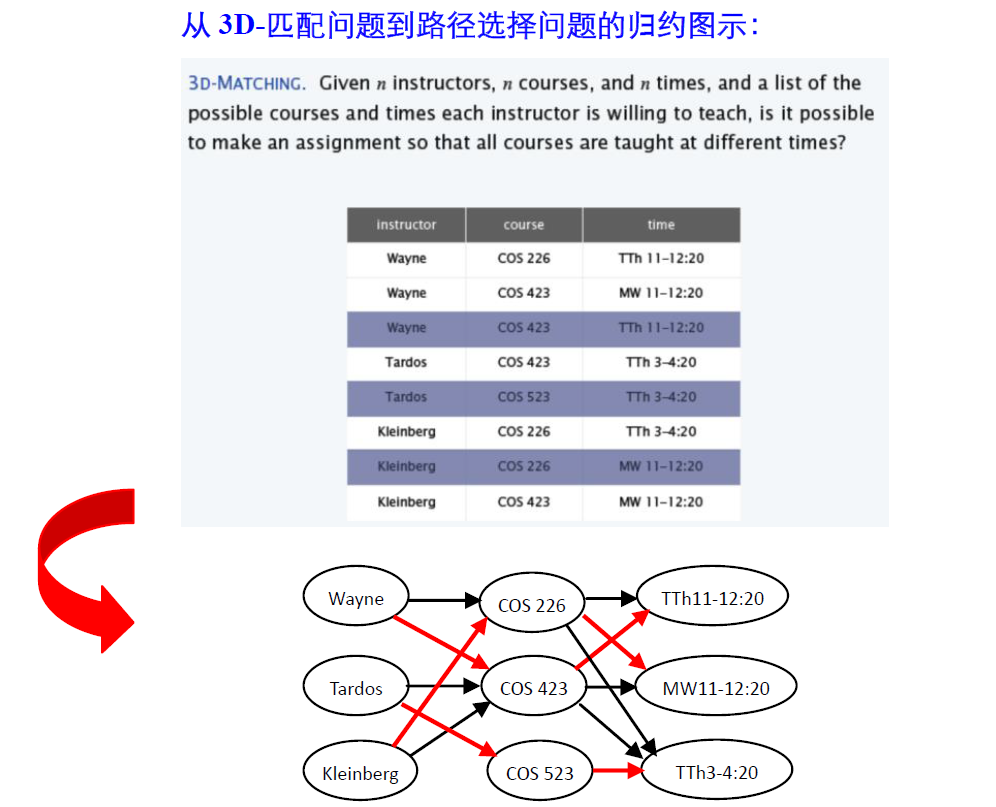 从 3D-匹配问题到路径选择问题的归约图示：
3D-MATCHING. Given n instructors, n courses, and n times, and a list of the
possible courses and times each instructor is willing to teach, is it possible
to make an assignment so that all courses are taught at different times?
instructor course time
Wayne COS 226 TTh 11–12:20
Wayne COS 423 MW 11–12:20
Wayne COS 423 TTh 11–12:20
Tardos COS 423 TTh 3–4:20
Tardos COS 523 TTh 3–4:20
Kleinberg COS 226 TTh 3–4:20
Kleinberg COS 226 MW 11–12:20
Kleinberg COS 423 MW 11–12:20
Wayne COS 226 TTh11-12:20
Tardos COS 423 MW11-12:20
Kleinberg COS 523 TTh3-4:20